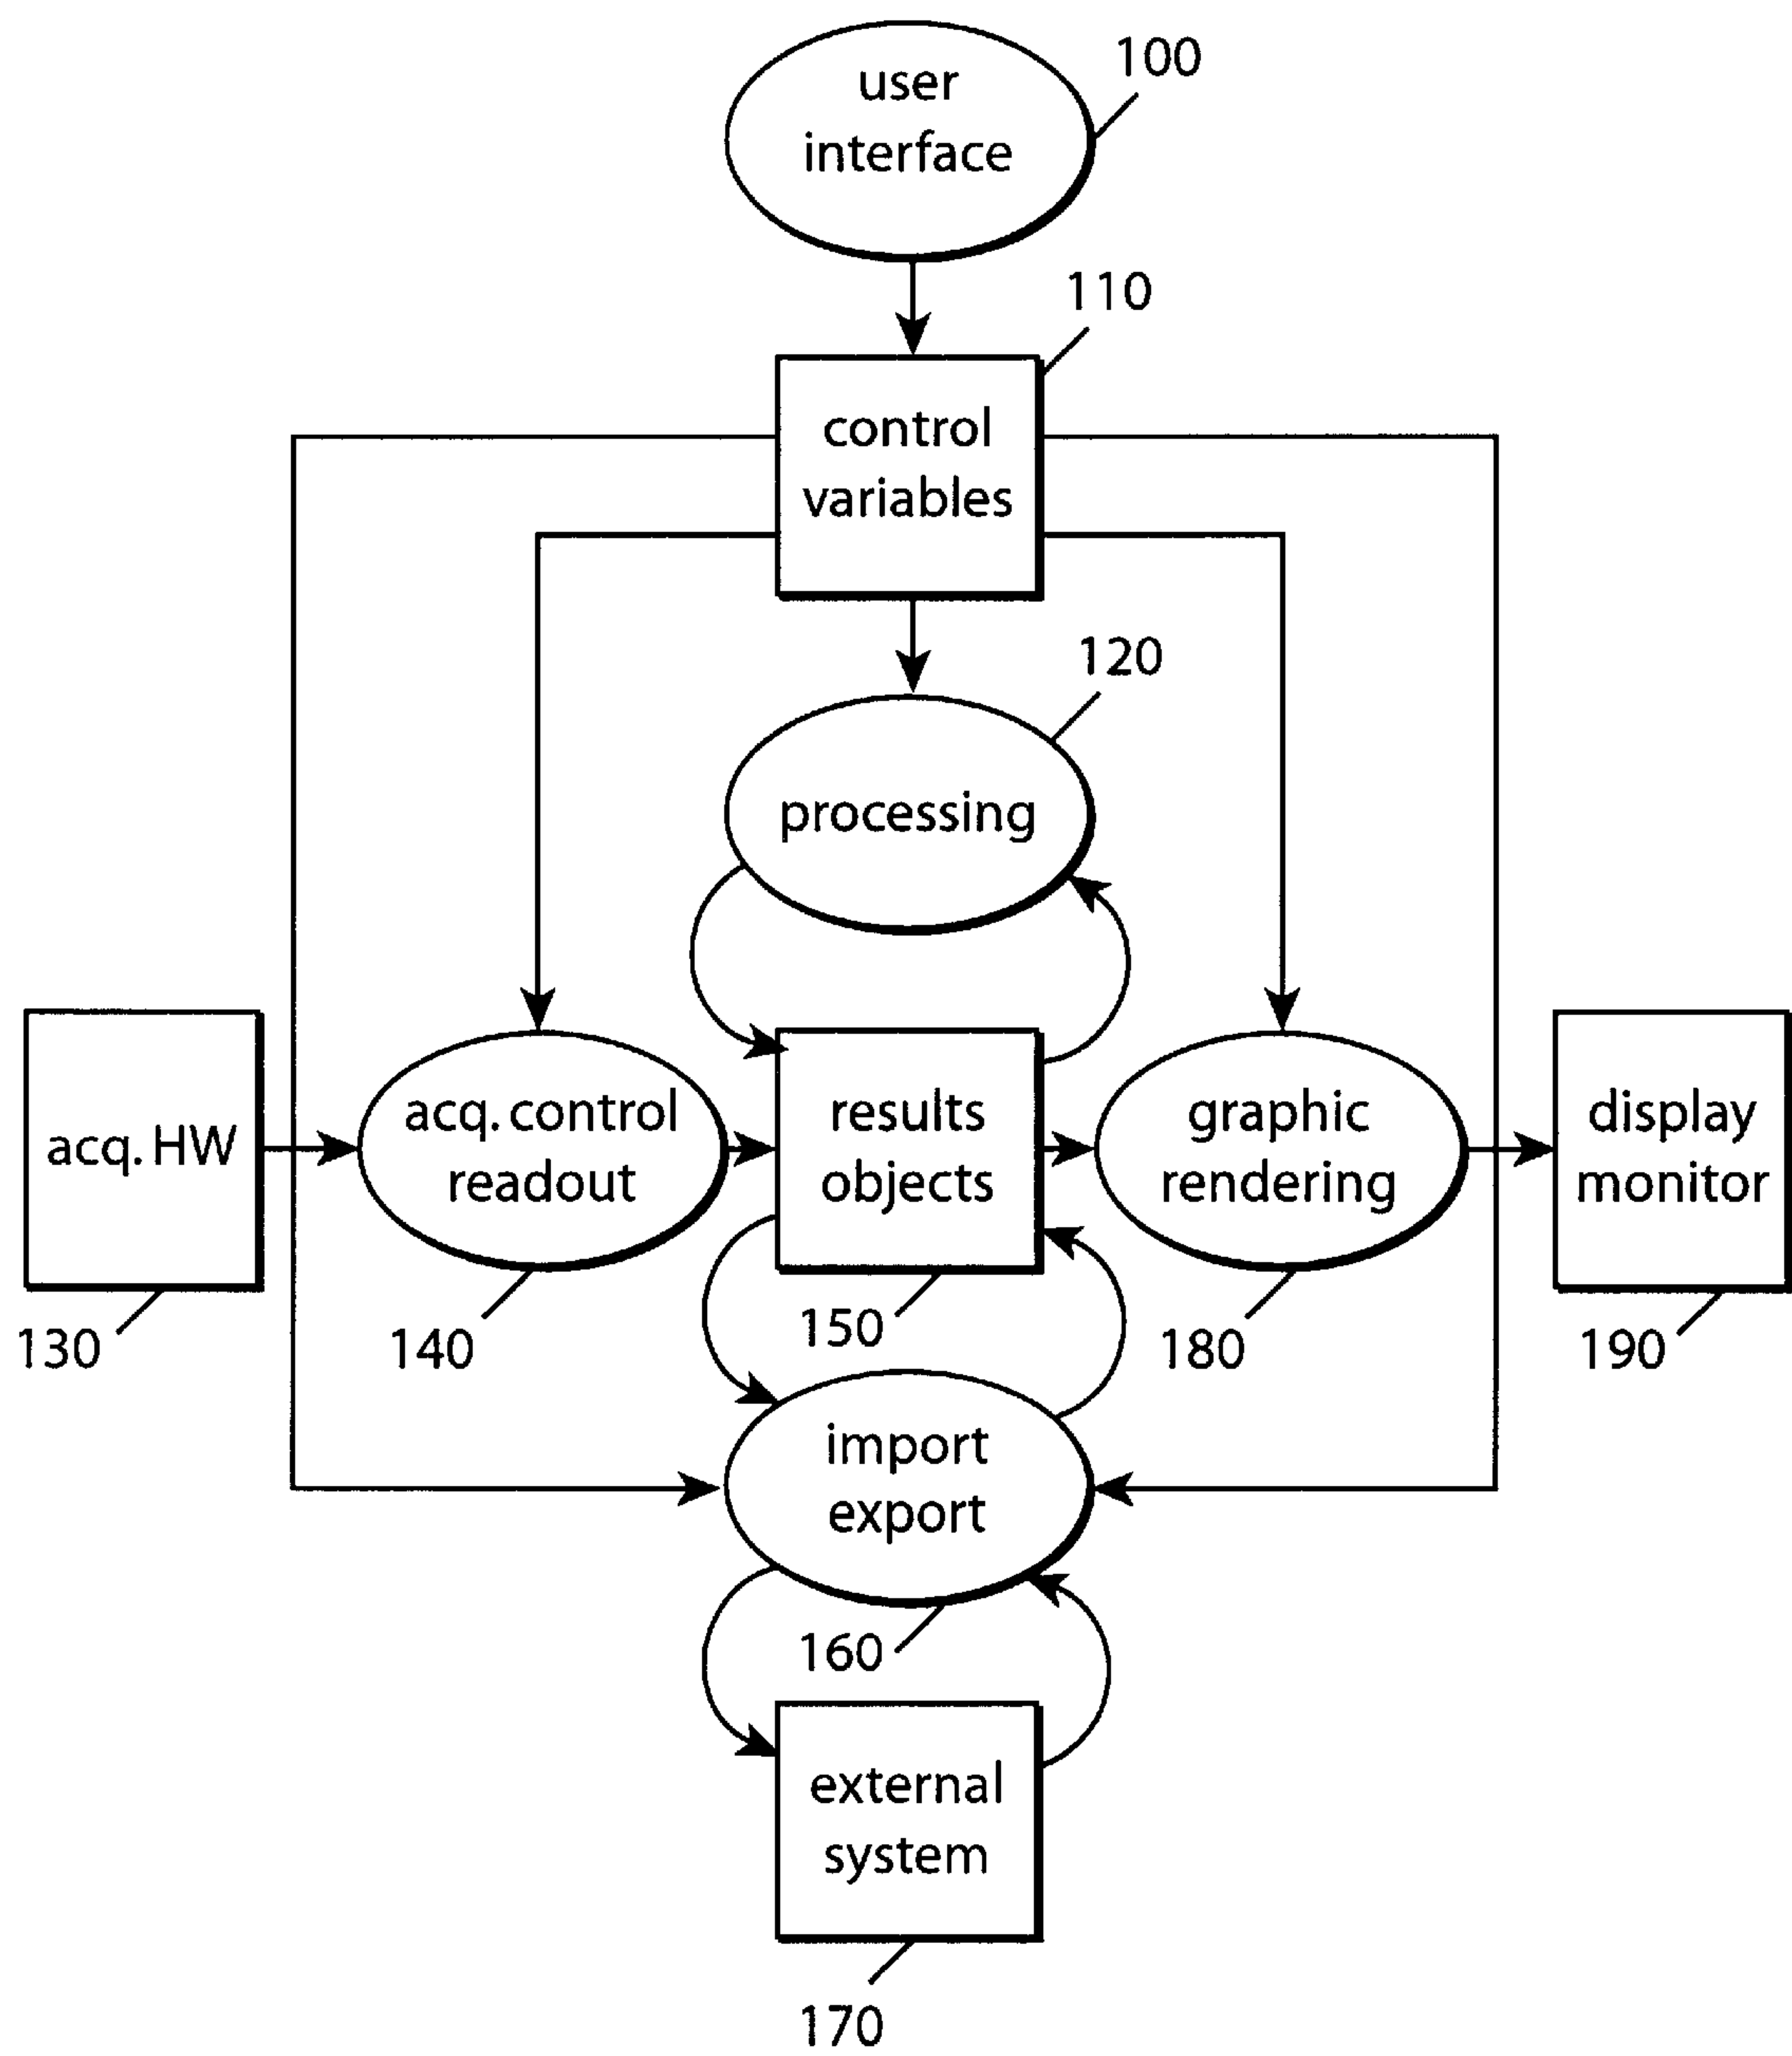 user
interface
100
110
control
variables
120
processing
acq. HW
130
acq. control
readout
140
results
objects
150
graphic
rendering
180
display
monitor
190
import
export
160
external
system
170